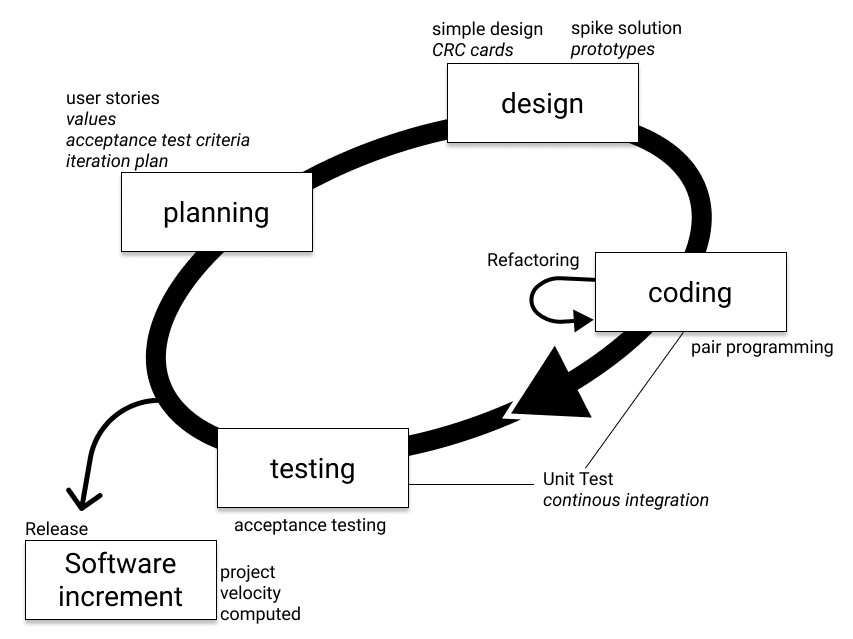 simple design
CRC cards
spike solution
prototypes
design
user stories
values
acceptance test criteria
iteration plan
planning
Refactoring
coding
pair programming
testing
acceptance testing
Unit Test
continous integration
Release
Software
increment
project
velocity
computed